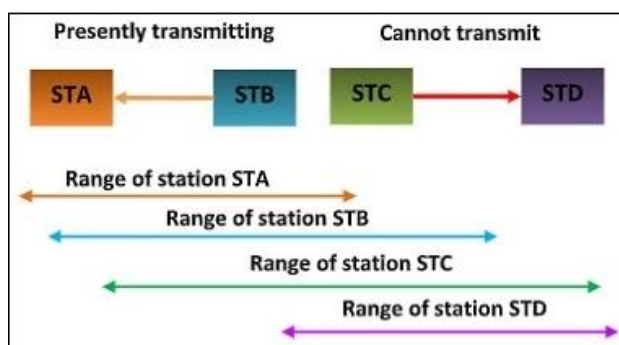 Presently transmitting Cannot transmit
STA STB STC STD
Range of station STA
Range of station STB
Range of station STC
Range of station STD